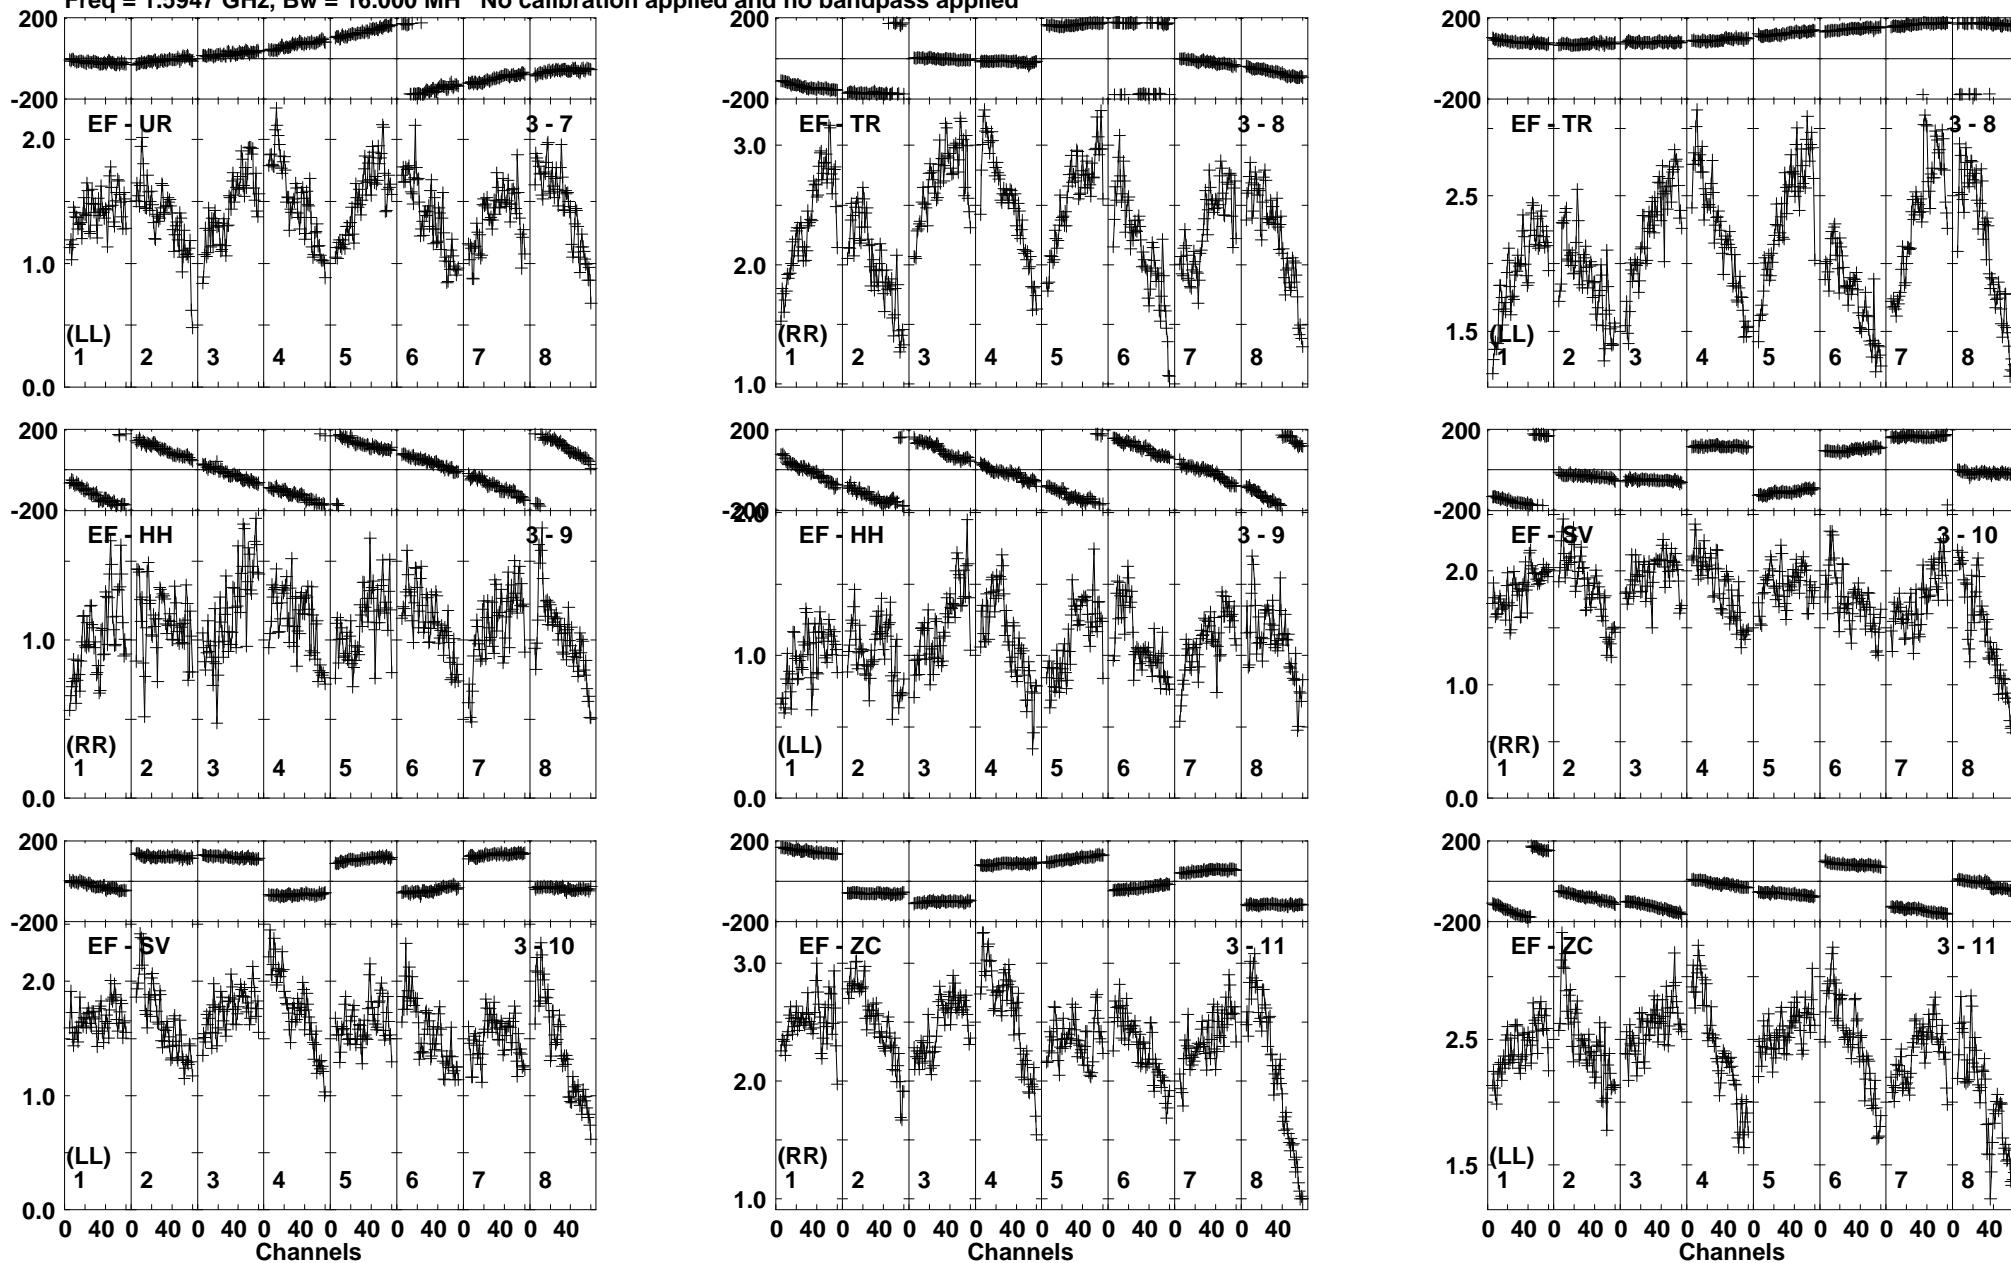 Freq = 1.5947 GHz, Bw = 16.000 MH No calibration applied and no bandpass applied
200 200 200
-200 -200 -200
EF - UR 3 - 7 EF - TR 3 - 8 EF - TR 3 - 8
2.0 3.0 2.5
1.0 2.0 1.5
(LL) (RR) (LL)
1 2 3 4 5 6 7 8 1 2 3 4 5 6 7 8 1 2 3 4 5 6 7 8
0.0 1.0
200 200 200
-200 -200 -200
2.0
EF - HH 3 - 9 EF - HH 3 - 9 EF - SV 3 - 10
2.0
1.0 1.0 1.0
(RR) (LL) (RR)
1 2 3 4 5 6 7 8 1 2 3 4 5 6 7 8 1 2 3 4 5 6 7 8
0.0 0.0 0.0
200 200 200
-200 -200 -200
EF - SV 3 - 10 EF - ZC 3 - 11 EF - ZC 3 - 11
2.0 3.0 2.5
1.0 2.0 1.5
(LL) (RR) (LL)
1 2 3 4 5 6 7 8 1 2 3 4 5 6 7 8 1 2 3 4 5 6 7 8
0.0 1.0
0 40 0 40 0 40 0 40 0 40 0 40 0 40 0 40 0 40 0 40 0 40 0 40 0 40 0 40 0 40 0 40 0 40 0 40 0 40 0 40 0 40 0 40 0 40 0 40
Channels Channels Channels